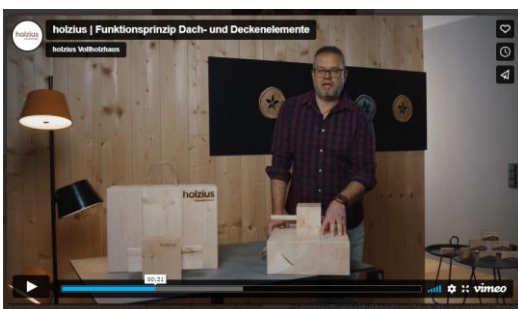 holzius
holzius | Funktionsprinzip Dach- und Deckenelemente
holzius Vollholzhaus
holzius
00:21
vimeo